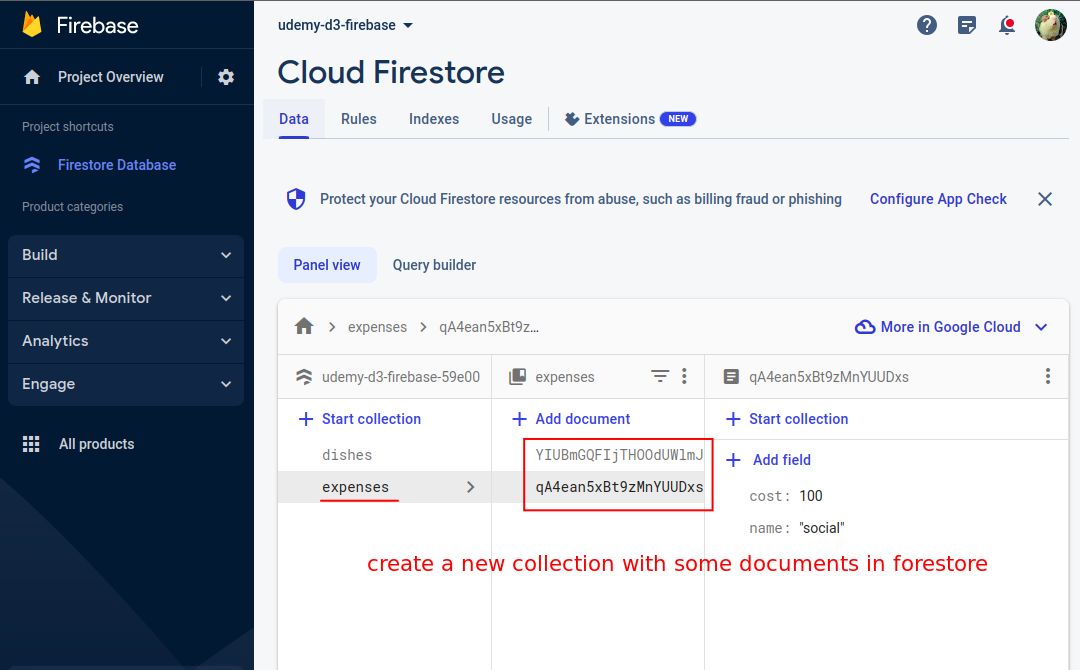 Firebase
udemy-d3-firebase
Project Overview
Cloud Firestore
Data Rules Indexes Usage Extensions NEW
Project shortcuts
Firestore Database
Product categories
Protect your Cloud Firestore resources from abuse, such as billing fraud or phishing Configure App Check
Build
Release & Monitor
Analytics
Engage
All products
Panel view Query builder
expenses qA4ean5xBt9z... More in Google Cloud
udemy-d3-firebase-59e00 expenses qA4ean5xBt9zMnYUUDxs
+ Start collection + Add document + Start collection
dishes YIUBmGQFIjTHOOdUWlmJ + Add field
expenses qA4ean5xBt9zMnYUUDxs cost: 100
name: "social"
create a new collection with some documents in forestore